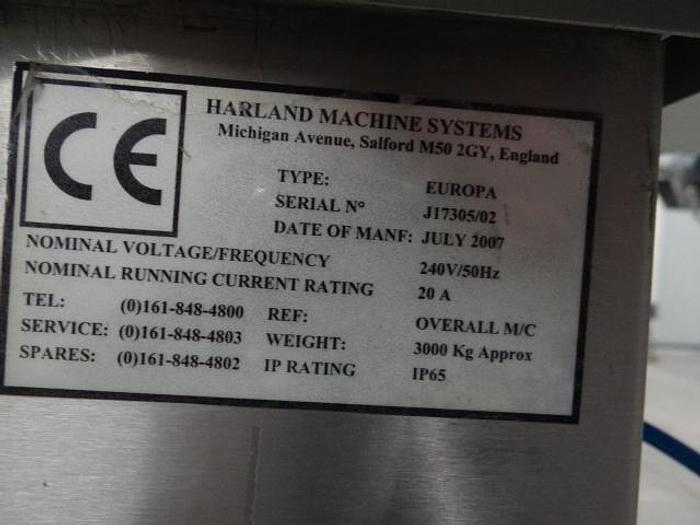 CE
HARLAND MACHINE SYSTEMS
Michigan Avenue, Salford M50 2GY, England
TYPE: EUROPA
SERIAL Nº J17305/02
DATE OF MANF: JULY 2007
NOMINAL VOLTAGE/FREQUENCY 240V/50Hz
NOMINAL RUNNING CURRENT RATING 20 A
TEL: (0)161-848-4800 REF: OVERALL M/C
SERVICE: (0)161-848-4803 WEIGHT: 3000 Kg Approx
SPARES: (0)161-848-4802 IP RATING IP65